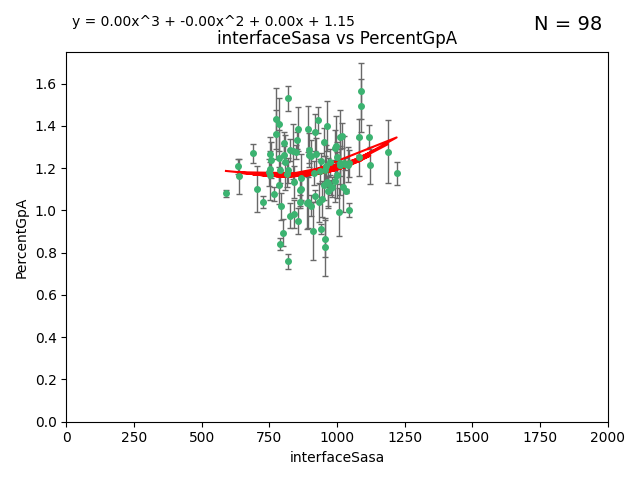 y = 0.00x^3 + -0.00x^2 + 0.00x + 1.15
N = 98
interfaceSasa vs PercentGpA
PercentGpA
1.6
1.4
1.2
1.0
0.8
0.6
0.4
0.2
0.0
0 250 500 750 1000 1250 1500 1750 2000
interfaceSasa